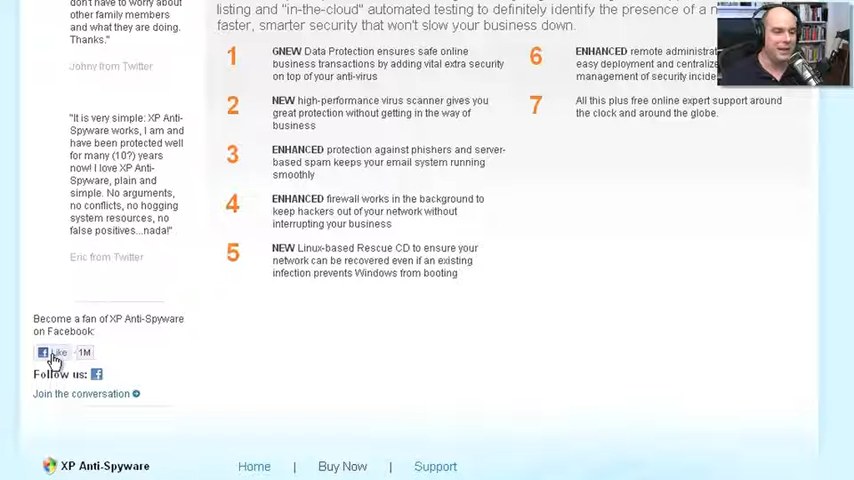 don't have to worry about
other family members
and what they are doing.
Thanks."
Johny from Twitter
"It is very simple: XP Anti-
Spyware works, I am and
have been protected well
for many (10?) years
now! I love XP Anti-
Spyware, plain and
simple. No arguments,
no conflicts, no hogging
system resources, no
false positives...nada!"
Eric from Twitter
Become a fan of XP Anti-Spyware
on Facebook:
Like 1M
Follow us:
Join the conversation
listing and "in-the-cloud" automated testing to definitely identify the presence of a
faster, smarter security that won't slow your business down.
1 GNEW Data Protection ensures safe online
business transactions by adding vital extra security
on top of your anti-virus
2 NEW high-performance virus scanner gives you
great protection without getting in the way of
business
3 ENHANCED protection against phishers and server-
based spam keeps your email system running
smoothly
4 ENHANCED firewall works in the background to
keep hackers out of your network without
interrupting your business
5 NEW Linux-based Rescue CD to ensure your
network can be recovered even if an existing
infection prevents Windows from booting
6 ENHANCED remote
easy deployment and
management of security
7 All this plus free online expert support around
the clock and around the globe.
XP Anti-Spyware
Home | Buy Now | Support